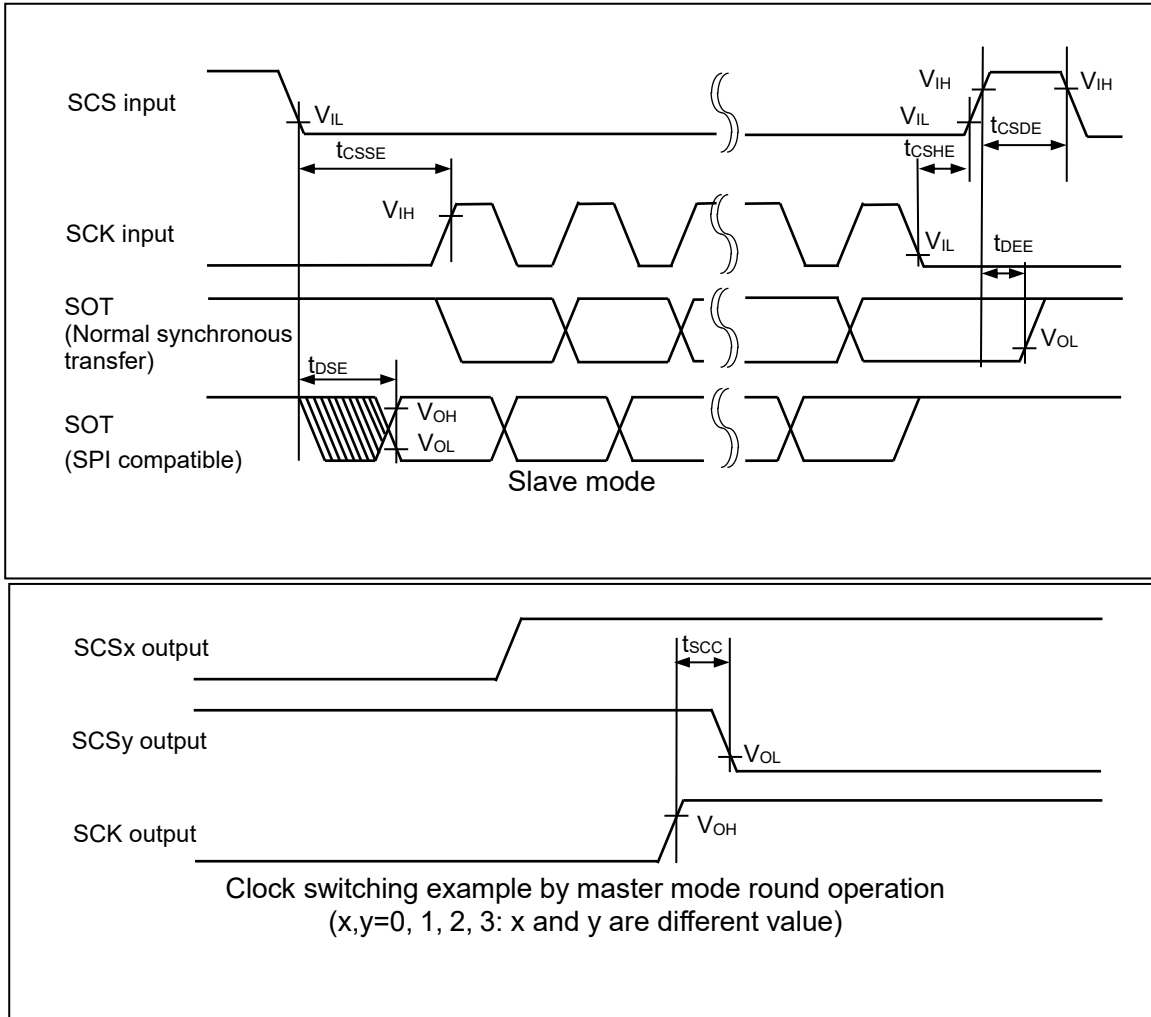 SCS input
VIL
VIH
VIL
VIH
tCSSE
tCSHE
tCSDE
SCK input
VIH
VIL
tDEE
SOT
(Normal synchronous
transfer)
VOL
tDSE
SOT
(SPI compatible)
VOH
VOL
Slave mode
SCSx output
tSCC
SCSy output
VOL
SCK output
VOH
Clock switching example by master mode round operation
(x,y=0, 1, 2, 3: x and y are different value)